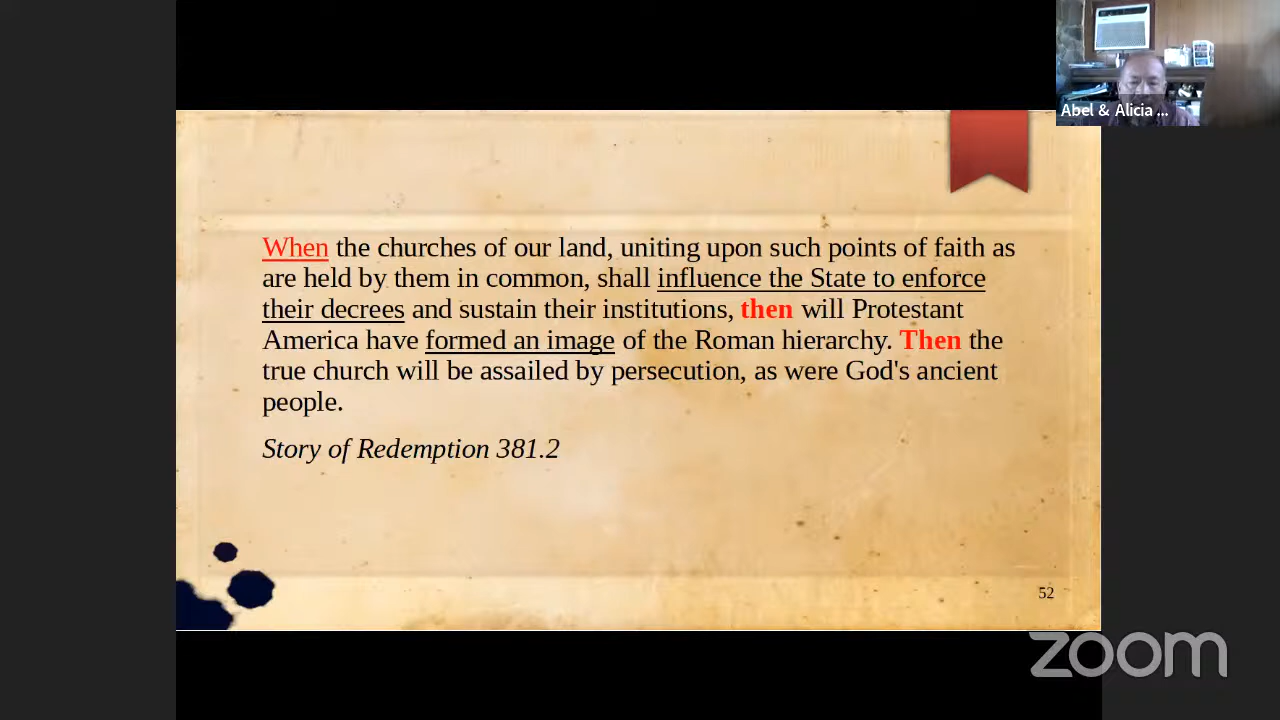 Abel & Alicia ...
When the churches of our land, uniting upon such points of faith as
are held by them in common, shall influence the State to enforce
their decrees and sustain their institutions, then will Protestant
America have formed an image of the Roman hierarchy. Then the
true church will be assailed by persecution, as were God's ancient
people.
Story of Redemption 381.2
52
zoom